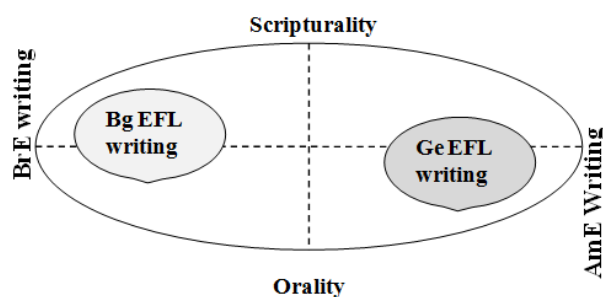 Scripturality
BrE writing
Bg EFL
writing
Ge EFL
writing
AmE Writing
Orality